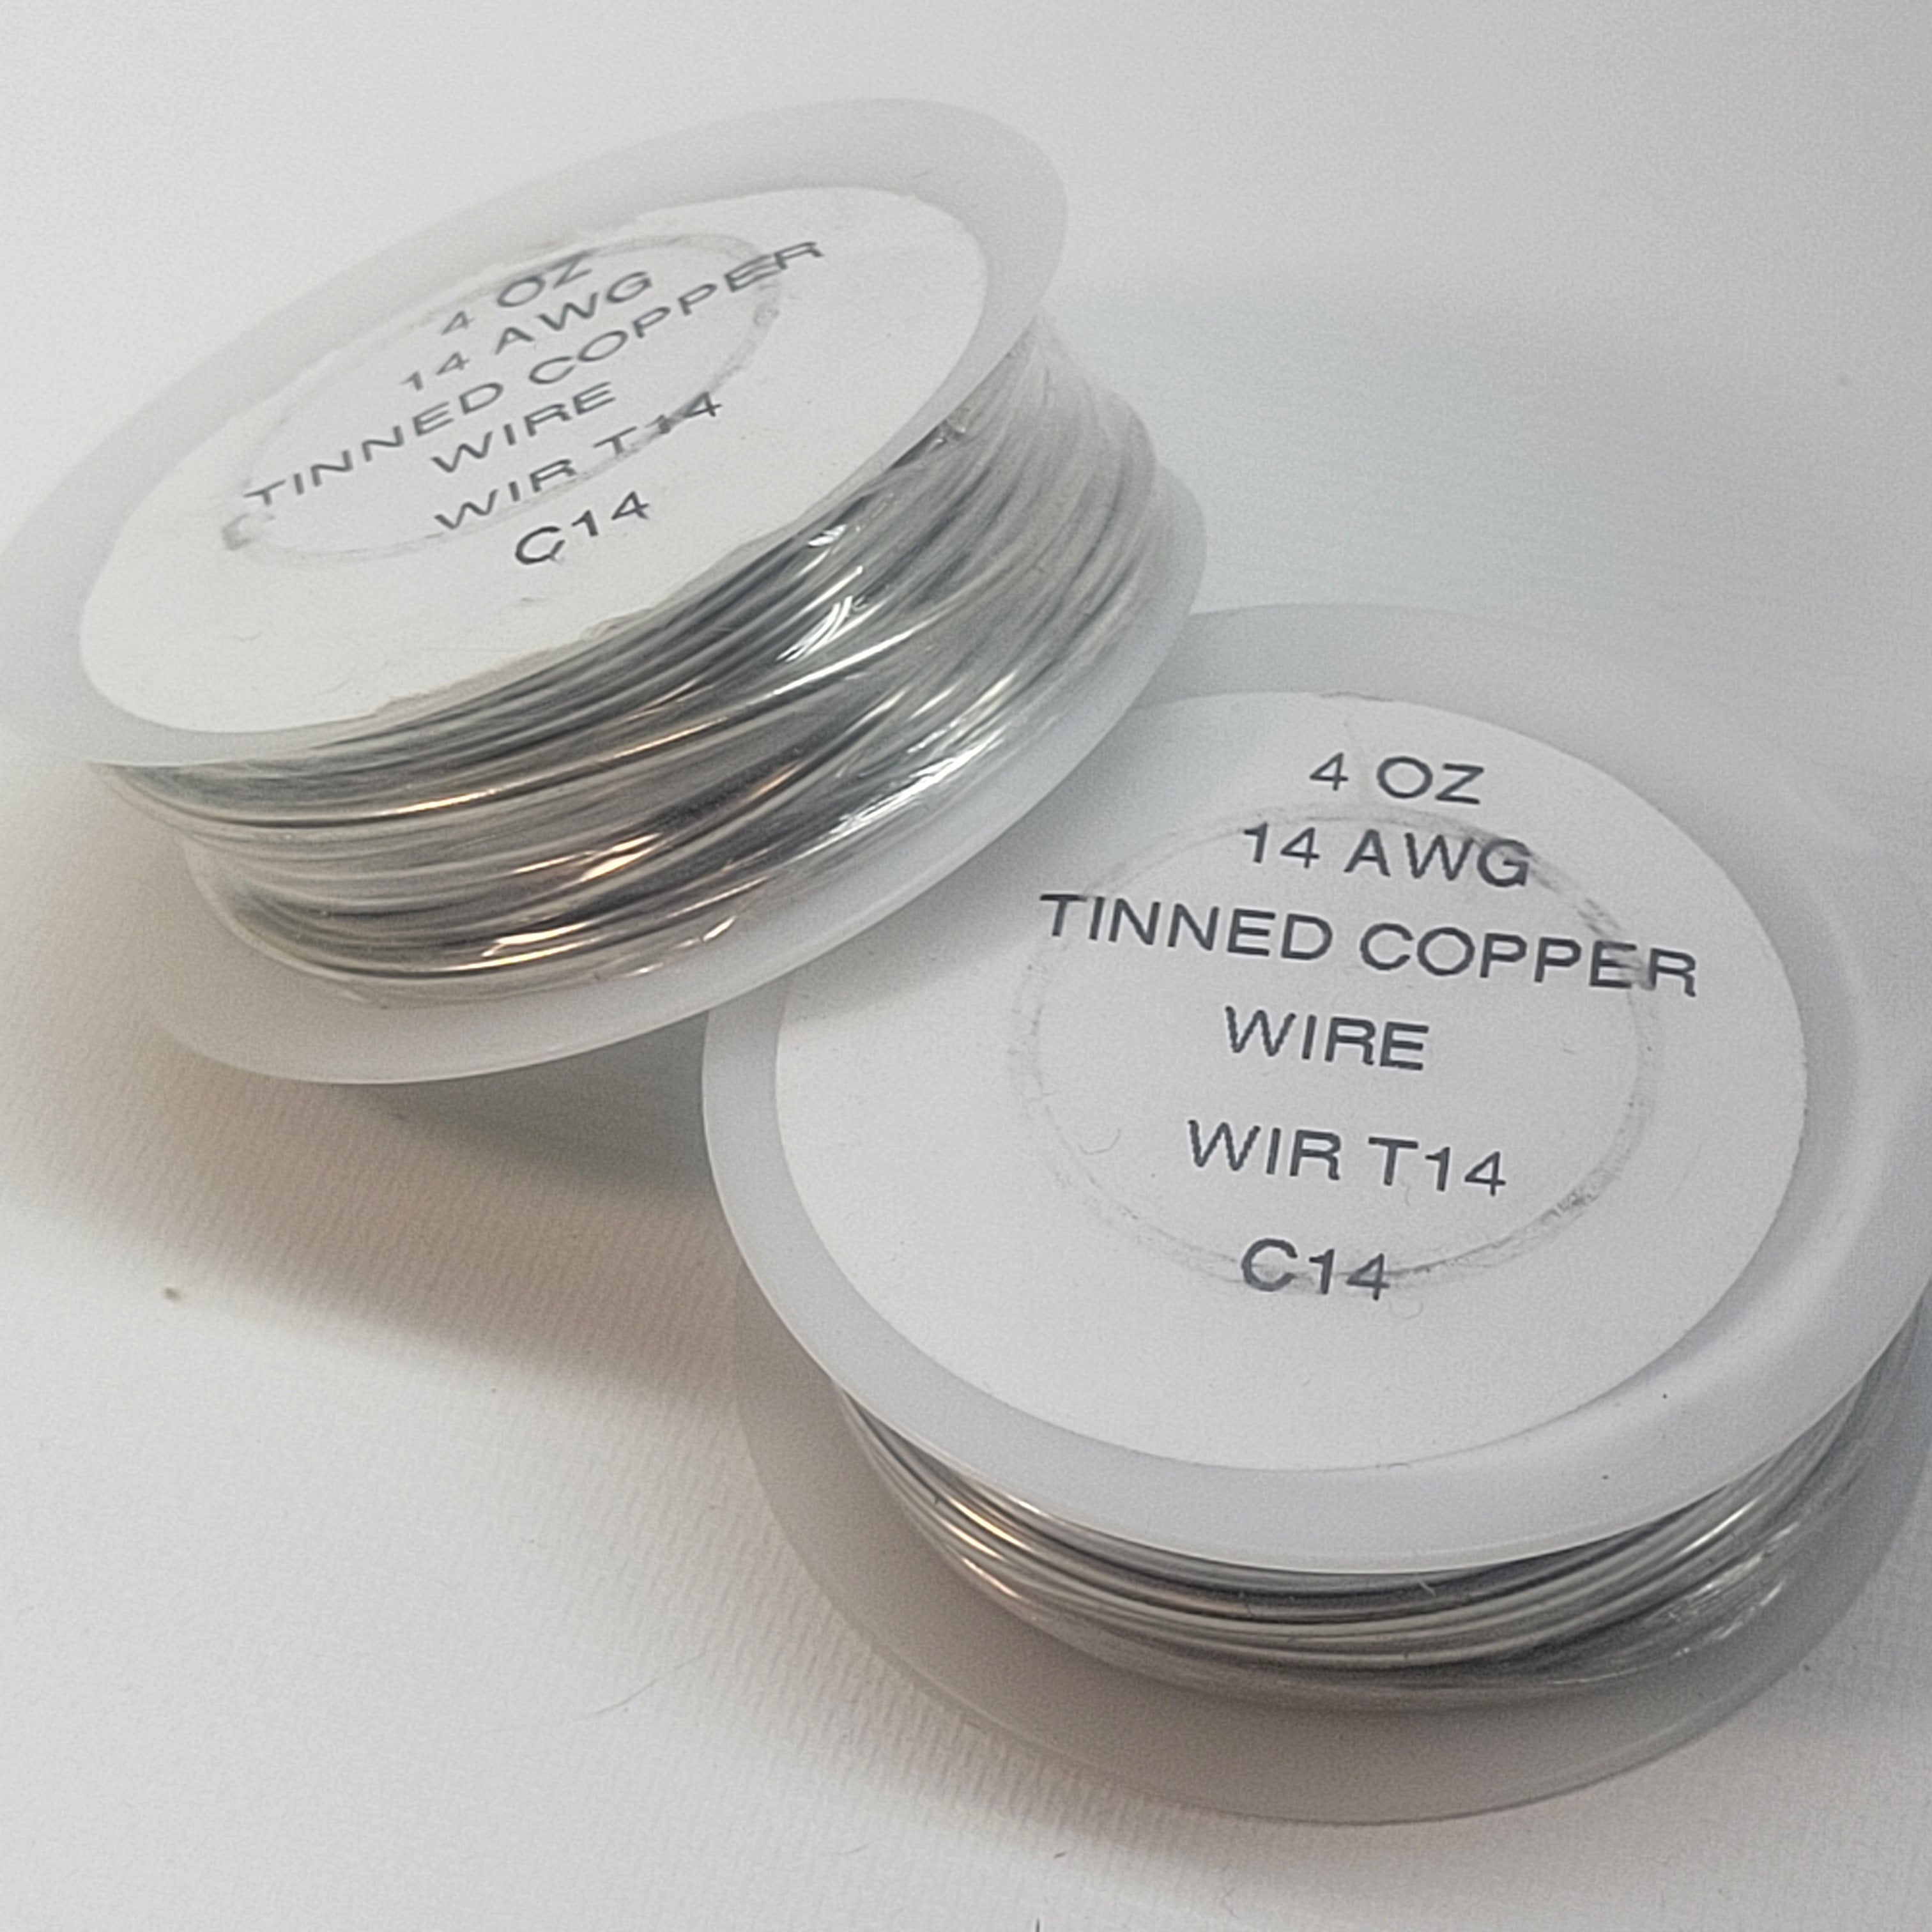 4 OZ
14 AWG
TINNED COPPER
WIRE
WIR T14
C14
4 OZ
14 AWG
TINNED COPPER
WIRE
WIR T14
C14